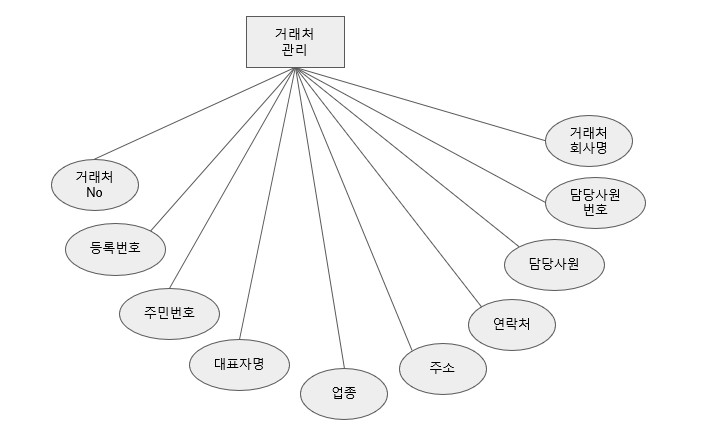 거래처
관리
거래처
회사명
거래처
No
담당사원
번호
등록번호
담당사원
주민번호
연락처
대표자명
주소
업종